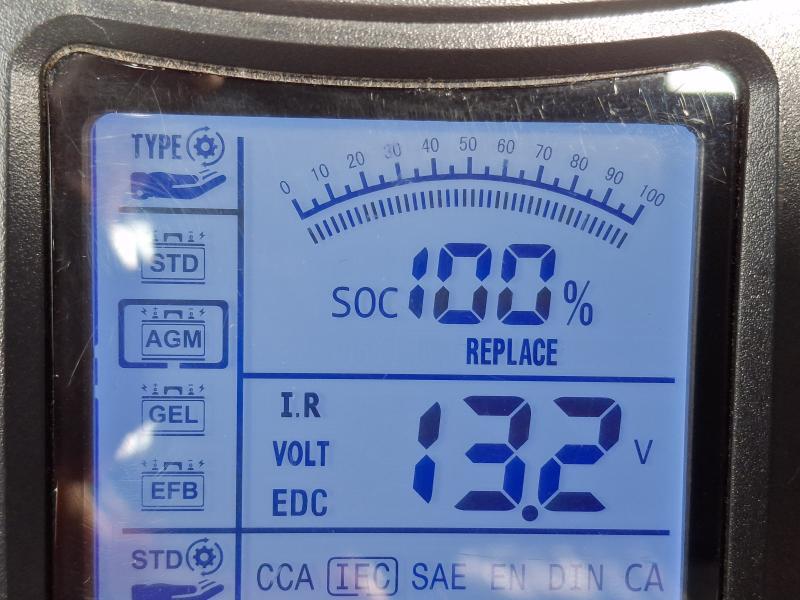 TYPE
STD
AGM
GEL
EFB
STD
0 10 20 30 40 50 60 70 80 90 100
SOC 100%
REPLACE
I.R
VOLT
EDC
13.2 V
CCA IEC SAE EN DIN CA